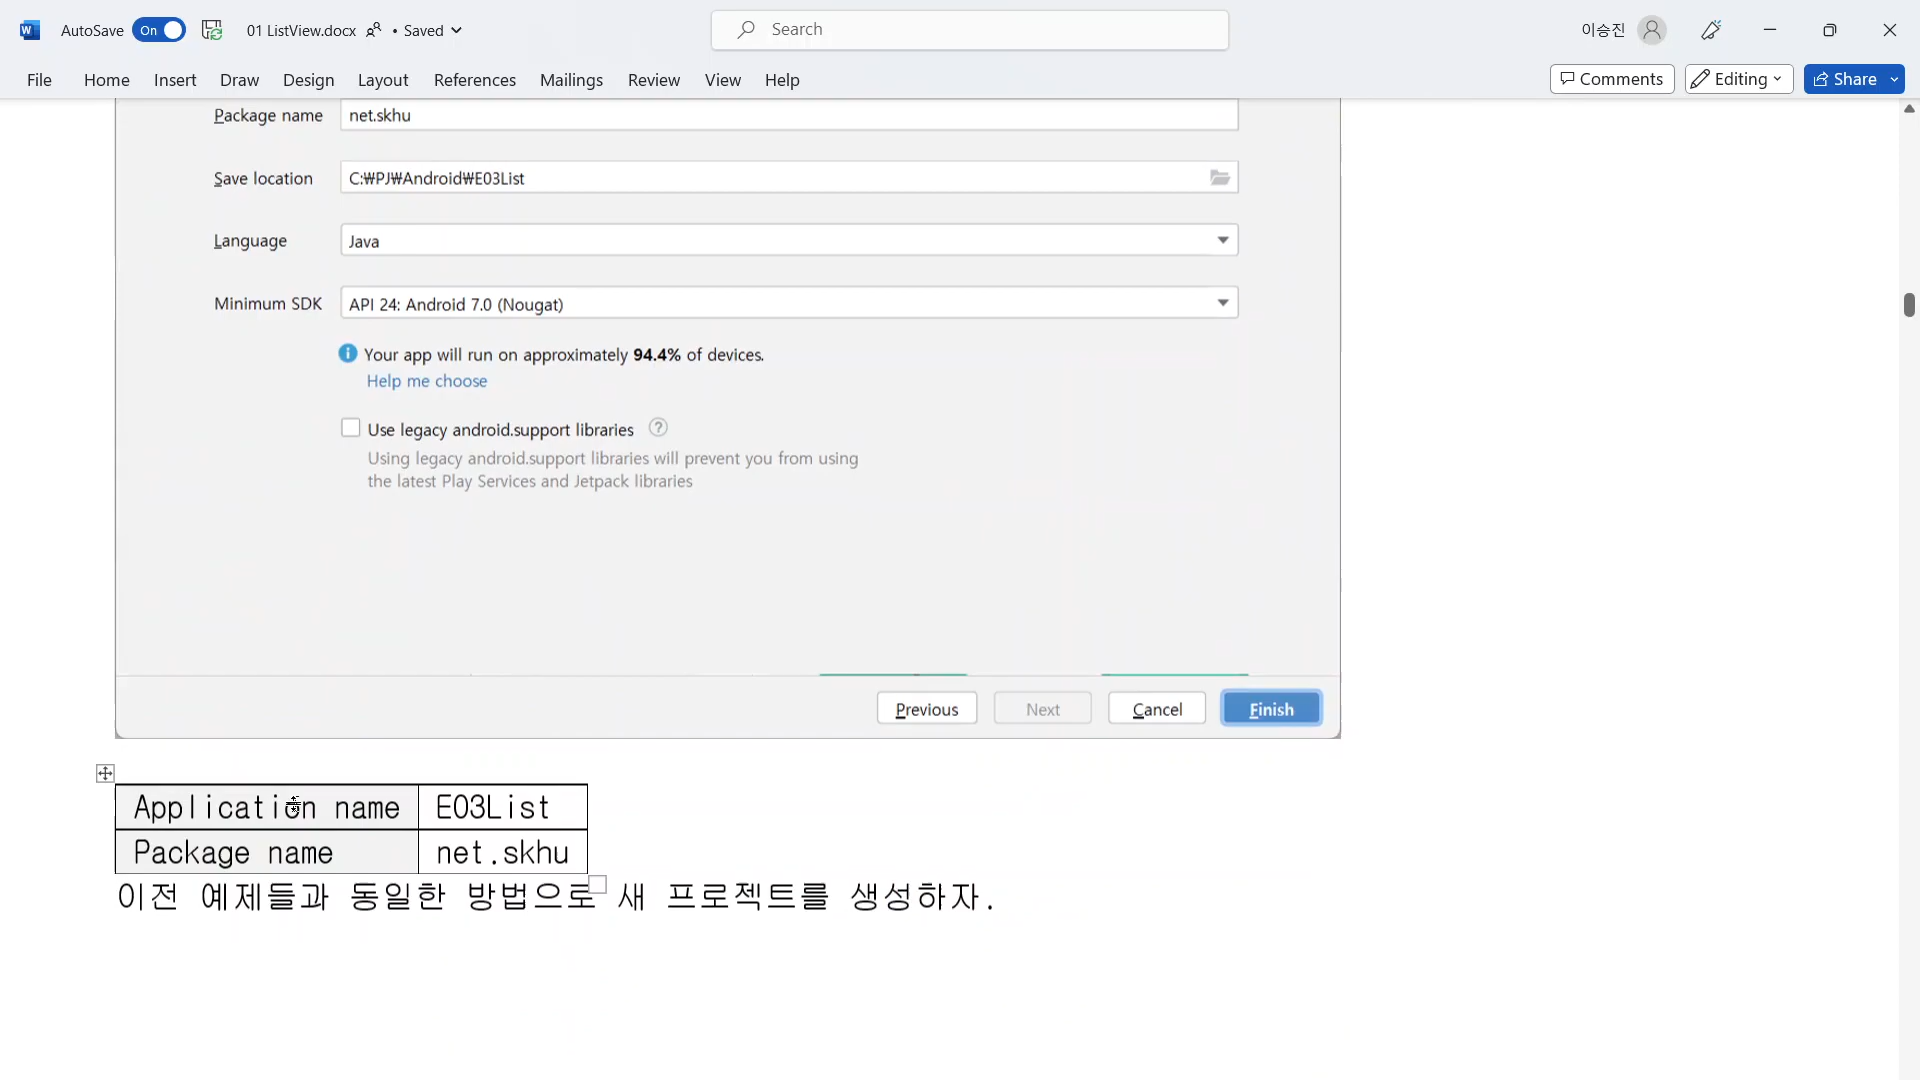 AutoSave On 01 ListView.docx • Saved Search 이승진
File Home Insert Draw Design Layout References Mailings Review View Help Comments Editing Share
Package name net.skhu
Save location C:₩PJ₩Android₩E03List
Language Java
Minimum SDK API 24: Android 7.0 (Nougat)
Your app will run on approximately 94.4% of devices.
Help me choose
Use legacy android.support libraries ?
Using legacy android.support libraries will prevent you from using
the latest Play Services and Jetpack libraries
Previous Next Cancel Finish
Application name E03List
Package name net.skhu
이전 예제들과 동일한 방법으로 새 프로젝트를 생성하자.